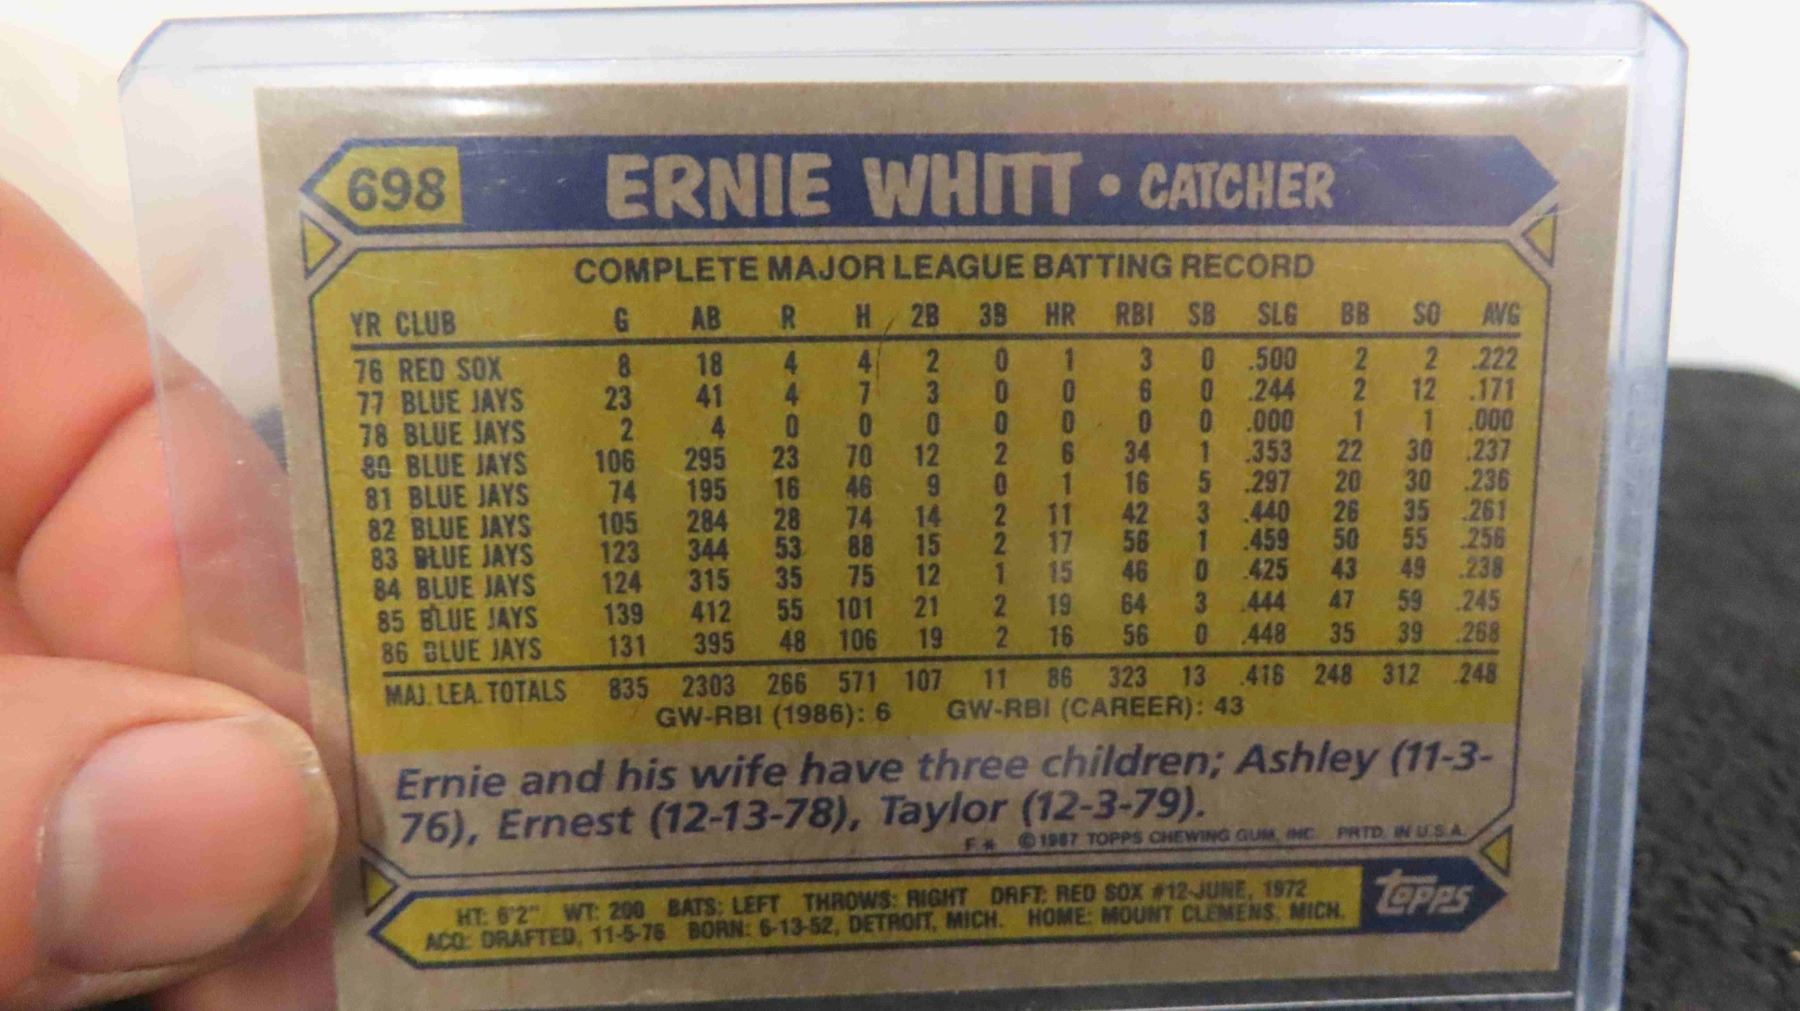 698 ERNIE WHITT • CATCHER
COMPLETE MAJOR LEAGUE BATTING RECORD
YR CLUB G AB R H 2B 3B HR RBI SB SLG BB SO AVG
76 RED SOX 8 18 4 4 2 0 1 3 0 .500 2 2 .222
77 BLUE JAYS 23 41 4 7 3 0 0 6 0 .244 2 12 .171
78 BLUE JAYS 2 4 0 0 0 0 0 0 0 .000 1 1 .000
80 BLUE JAYS 106 295 23 70 12 2 6 34 1 .353 22 30 .237
81 BLUE JAYS 74 195 16 46 9 0 1 16 5 .297 20 30 .236
82 BLUE JAYS 105 284 28 74 14 2 11 42 3 .440 26 35 .261
83 BLUE JAYS 123 344 53 88 15 2 17 56 1 .459 50 55 .256
84 BLUE JAYS 124 315 35 75 12 1 15 46 0 .425 43 49 .238
85 BLUE JAYS 139 412 55 101 21 2 19 64 3 .444 47 59 .245
86 BLUE JAYS 131 395 48 106 19 2 16 56 0 .448 35 39 .268
MAJ. LEA. TOTALS 835 2303 266 571 107 11 86 323 13 .416 248 312 .248
GW-RBI (1986): 6 GW-RBI (CAREER): 43
Ernie and his wife have three children; Ashley (11-3-
76), Ernest (12-13-78), Taylor (12-3-79).
F* © 1987 TOPPS CHEWING GUM, INC. PRTD. IN U.S.A.
HT: 6'2" WT: 200 BATS: LEFT THROWS: RIGHT DRFT: RED SOX #12-JUNE, 1972
ACQ: DRAFTED, 11-5-76 BORN: 6-13-52, DETROIT, MICH. HOME: MOUNT CLEMENS, MICH.
topps